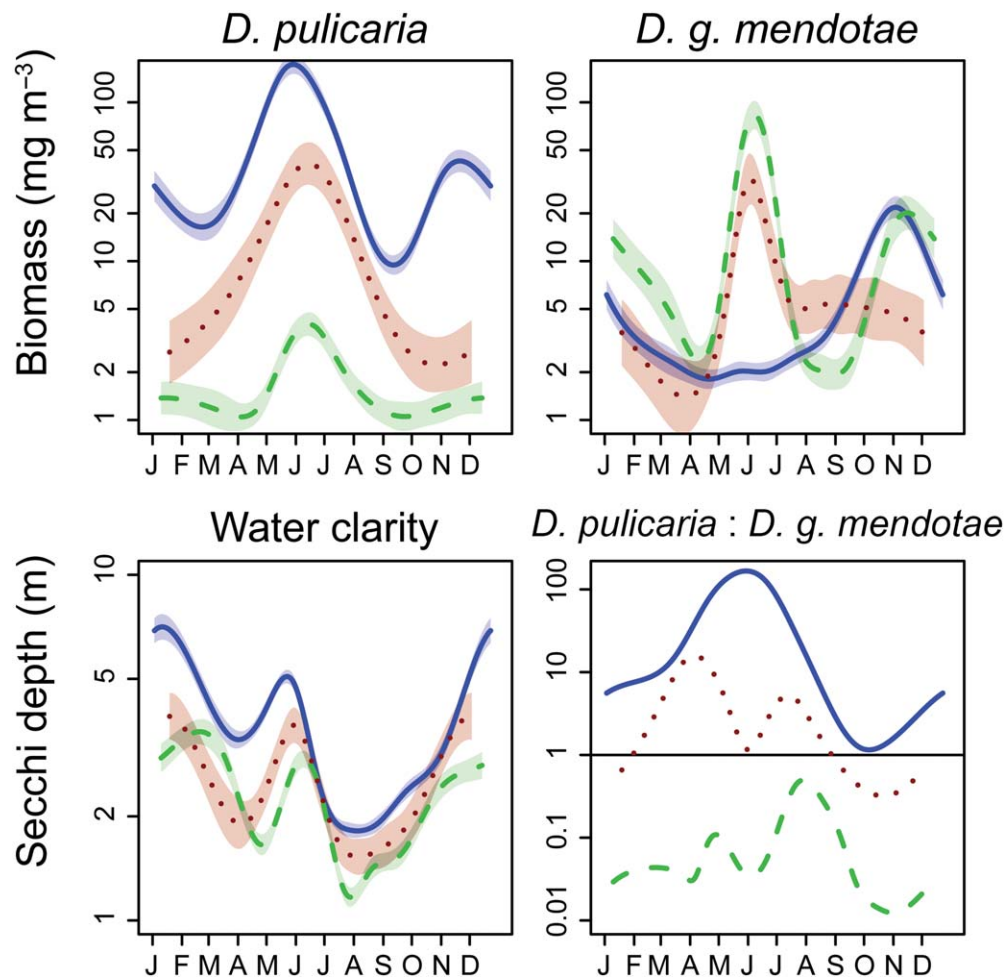 D. pulicaria
D. g. mendotae
Biomass (mg m⁻³)
100
50
20
10
5
2
1
J F M A M J J A S O N D
100
50
20
10
5
2
1
J F M A M J J A S O N D
Water clarity
D. pulicaria : D. g. mendotae
Secchi depth (m)
10
5
2
1
J F M A M J J A S O N D
100
10
1
0.1
0.01
J F M A M J J A S O N D